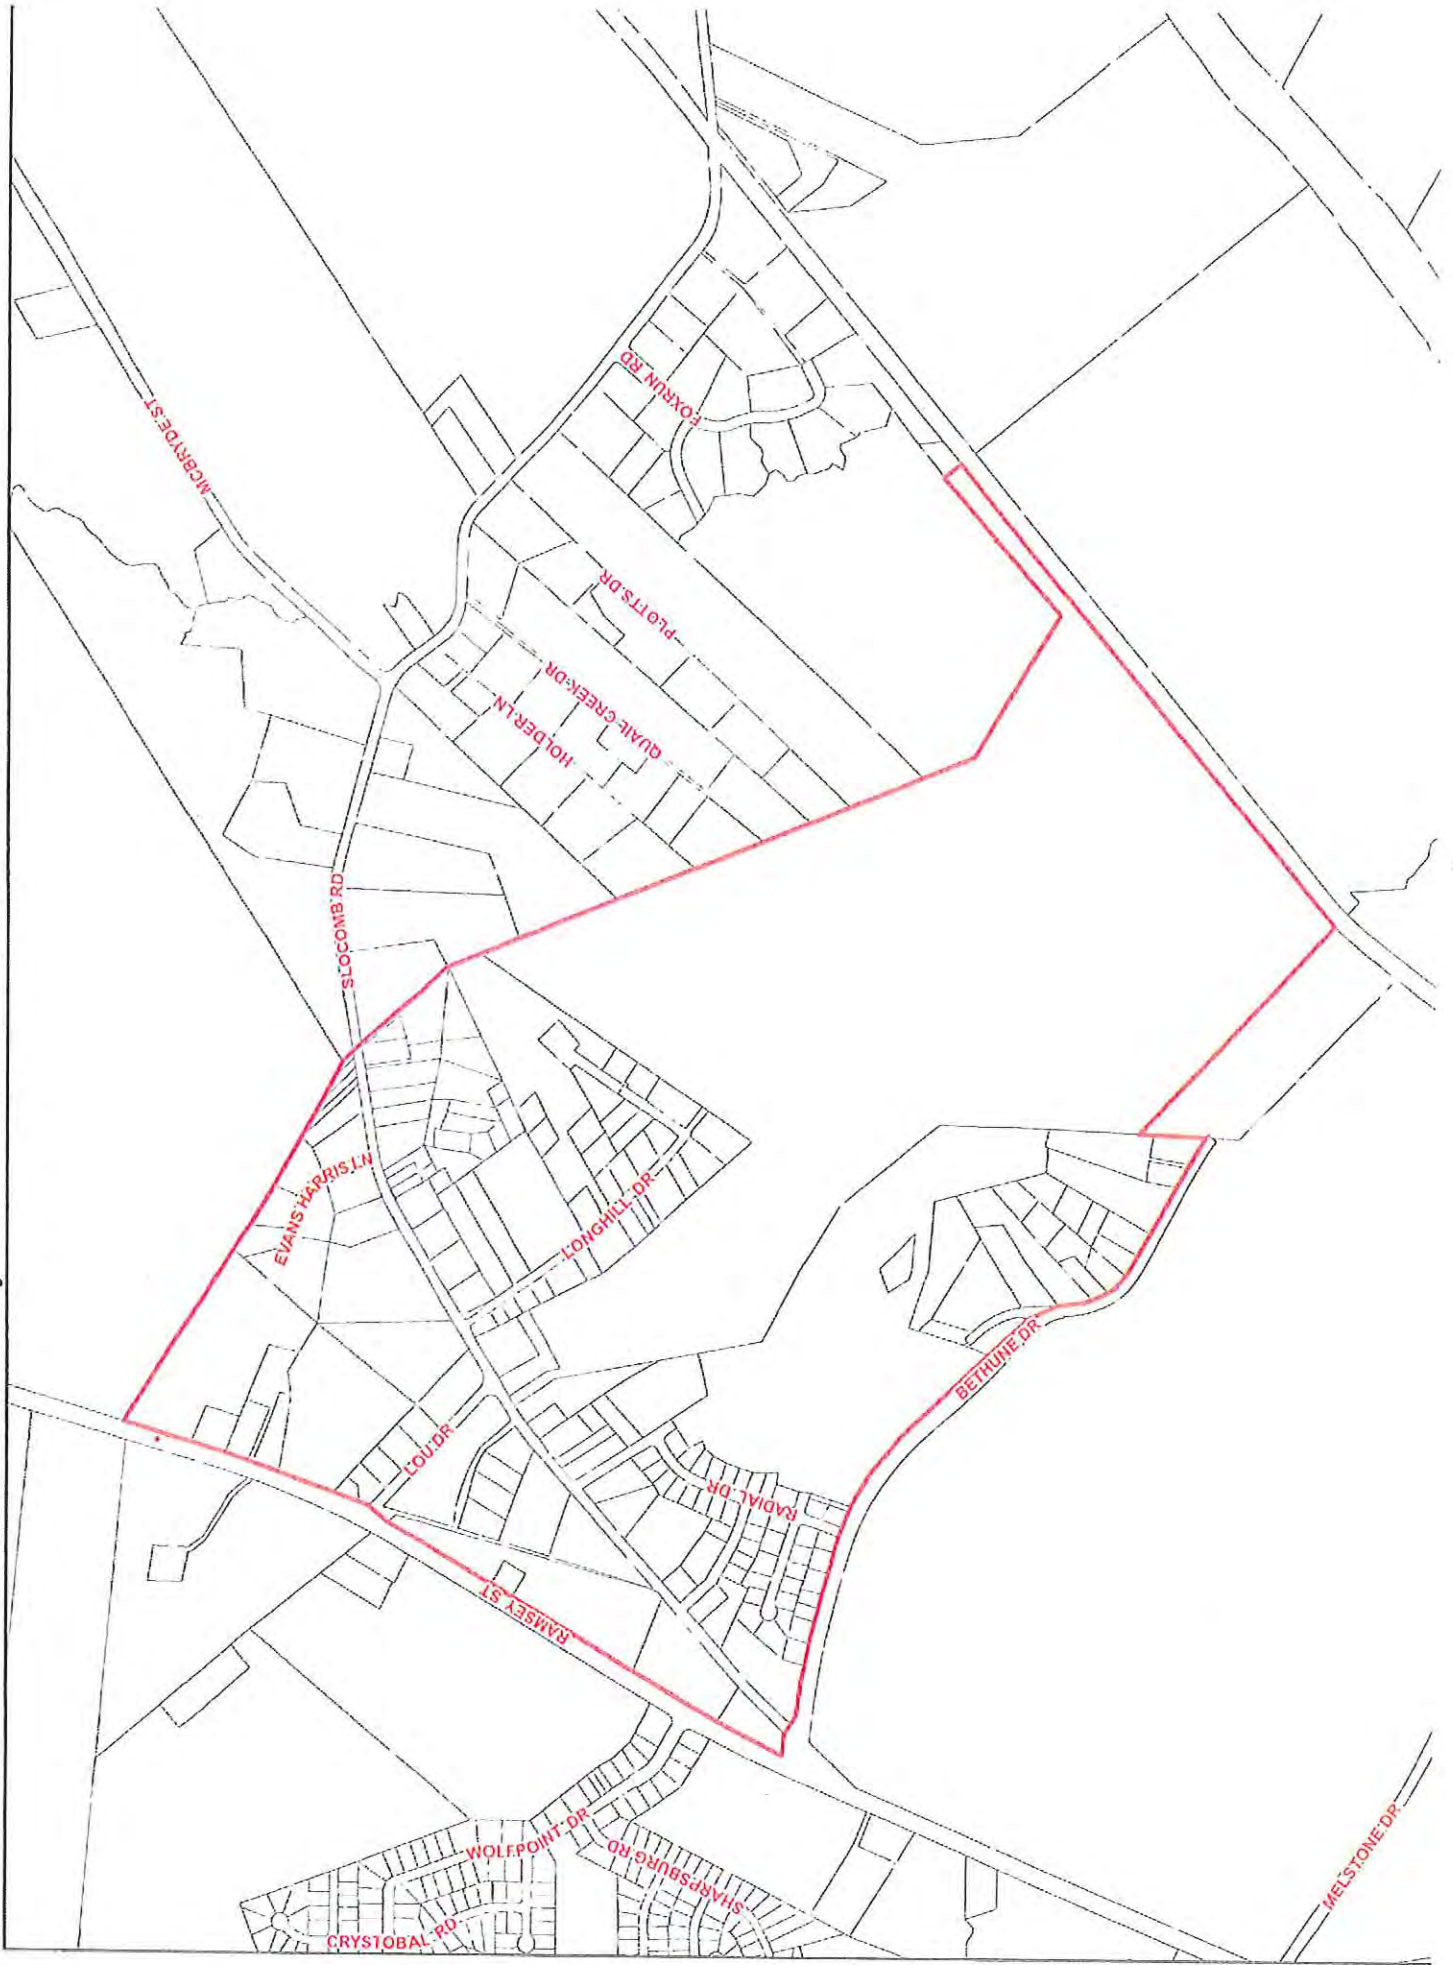 MCBRYDE ST
FOXRUN RD
PLOTTS DR
QUAIL CREEK DR
HOLDER LN
SLOCOMB RD
EVANS HARRIS LN
LONGHILL DR
BETHUNE DR
LOU DR
RADIAL DR
RAMSEY ST
WOLFPOINT DR
SHARPSBURG RD
CRYSTOBAL RD
MELSTONE DR